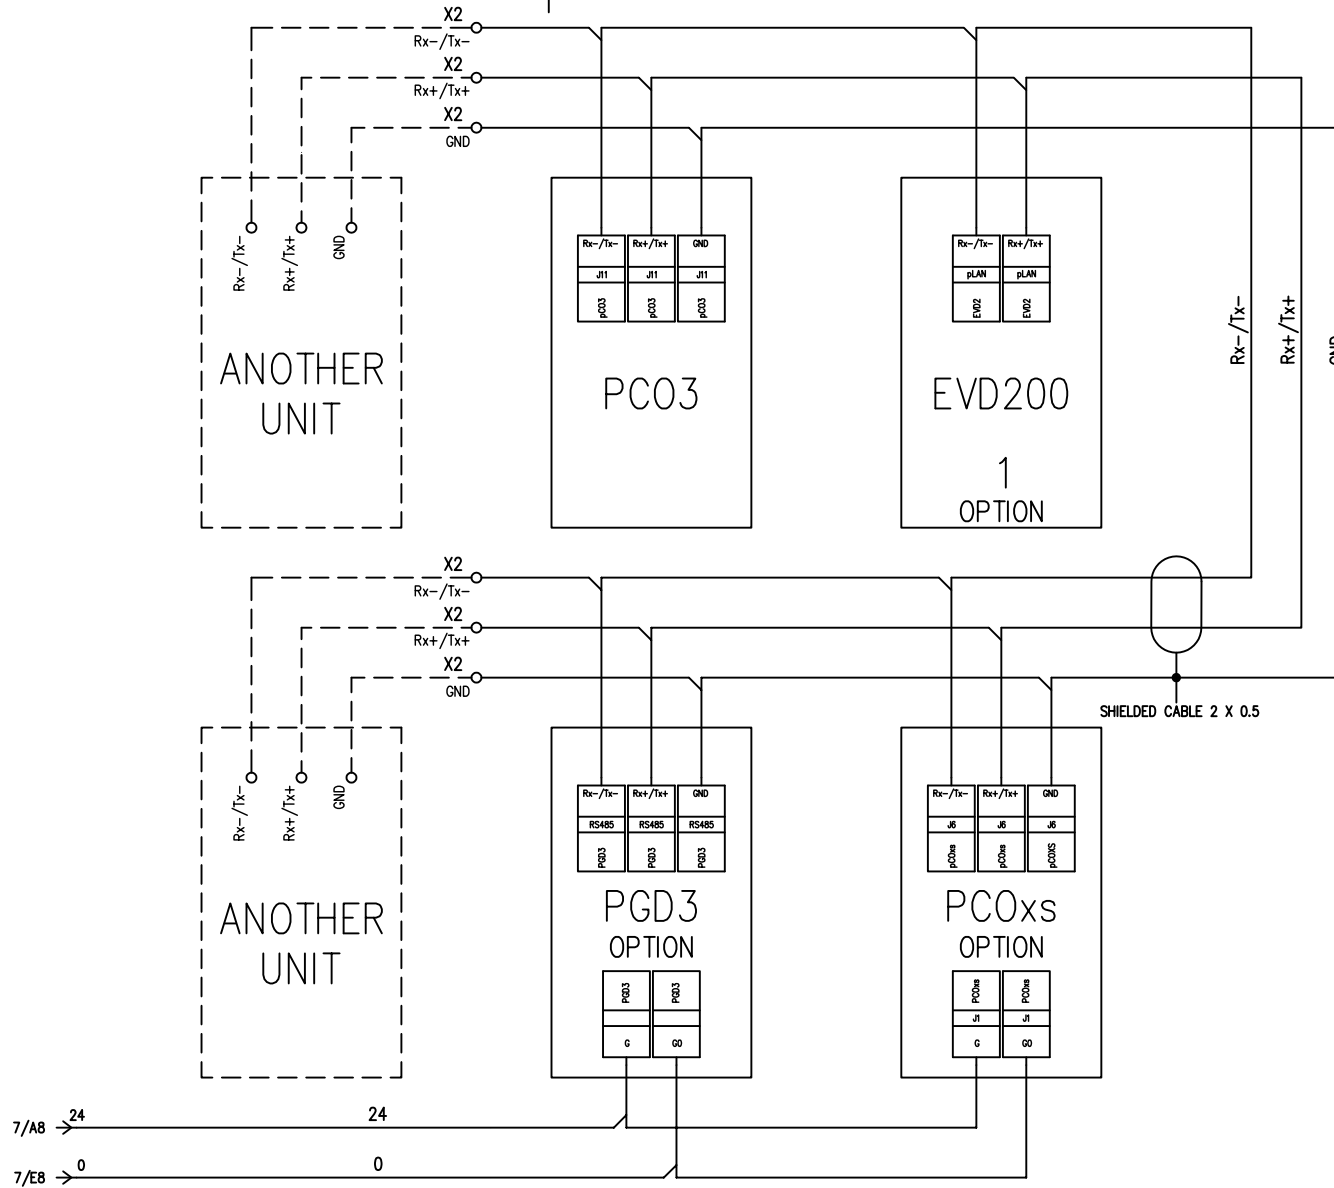 X2
Rx-/Tx-
X2
Rx+/Tx+
X2
GND
Rx-/Tx-
Rx+/Tx+
GND
ANOTHER
UNIT
Rx-/Tx- Rx+/Tx+ GND
J11 J11 J11
pCO3 pCO3 pCO3
PCO3
Rx-/Tx- Rx+/Tx+
pLAN pLAN
EVD2 EVD2
EVD200
1
OPTION
Rx-/Tx-
Rx+/Tx+
GND
X2
Rx-/Tx-
X2
Rx+/Tx+
X2
GND
SHIELDED CABLE 2 X 0.5
Rx-/Tx-
Rx+/Tx+
GND
ANOTHER
UNIT
Rx-/Tx- Rx+/Tx+ GND
RS485 RS485 RS485
PGD3 PGD3 PGD3
PGD3
OPTION
PGD3 PGD3
G G0
Rx-/Tx- Rx+/Tx+ GND
J6 J6 J6
pCOxs pCOxs pCOXS
PCOxs
OPTION
PCOxs PCOxs
J1 J1
G G0
7/A8 24 24
7/E8 0 0